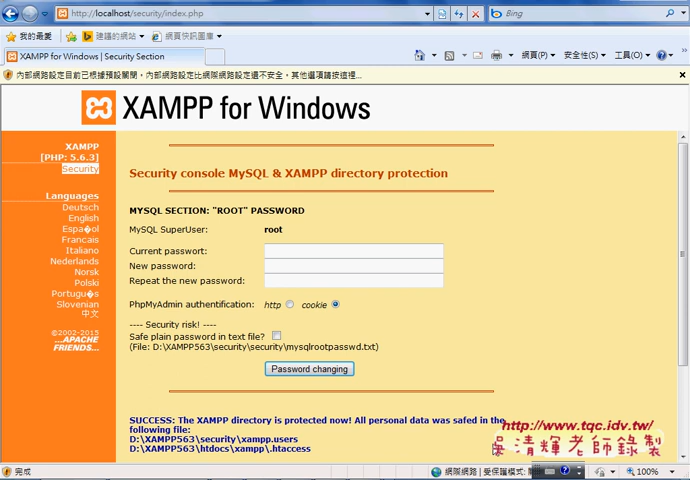 http://localhost/security/index.php
Bing
我的最愛
建議的網站
網頁快訊圖庫
XAMPP for Windows | Security Section
網頁(P)
安全性(S)
工具(O)
內部網路設定目前已根據預設關閉。內部網路設定比網際網路設定還不安全。其他選項請按這裡...
XAMPP for Windows
XAMPP
[PHP: 5.6.3]
Security
Languages
Deutsch
English
Espa�ol
Francais
Italiano
Nederlands
Norsk
Polski
Portugu�s
Slovenian
中文
©2002-2015
...APACHE
FRIENDS...
Security console MySQL & XAMPP directory protection
MYSQL SECTION: "ROOT" PASSWORD
MySQL SuperUser: root
Current passwort:
New password:
Repeat the new password:
PhpMyAdmin authentification: http cookie
---- Security risk! ----
Safe plain password in text file?
(File: D:\XAMPP563\security\security\mysqlrootpasswd.txt)
Password changing
SUCCESS: The XAMPP directory is protected now! All personal data was safed in the
following file:
D:\XAMPP563\security\xampp.users
D:\XAMPP563\htdocs\xampp\.htaccess
http://www.tqc.idv.tw/
吳清輝老師錄製
完成
網際網路 | 受保護模式:
100%